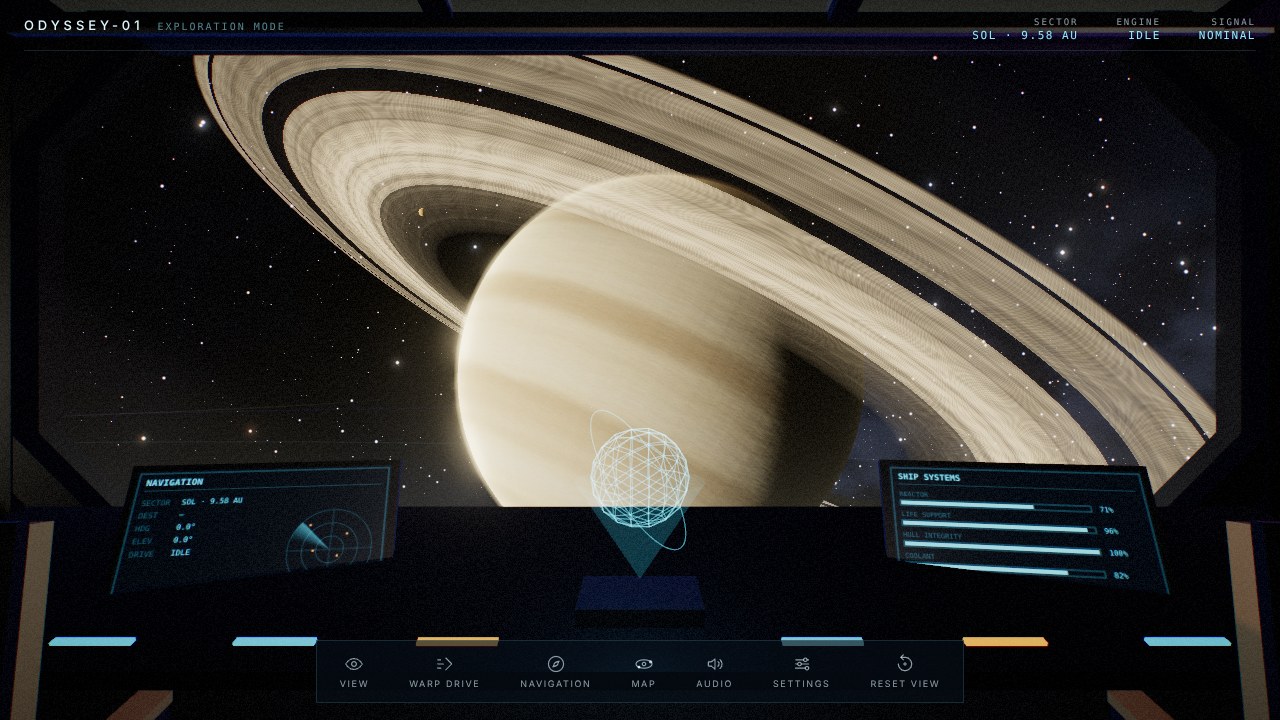 ODYSSEY-01 EXPLORATION MODE
SECTOR ENGINE SIGNAL
SOL · 9.58 AU IDLE NOMINAL
NAVIGATION
SECTOR SOL · 9.58 AU
DEST —
HDG 0.0°
ELEV 0.0°
DRIVE IDLE
SHIP SYSTEMS
REACTOR 71%
LIFE SUPPORT 96%
HULL INTEGRITY 100%
COOLANT 82%
VIEW WARP DRIVE NAVIGATION MAP AUDIO SETTINGS RESET VIEW